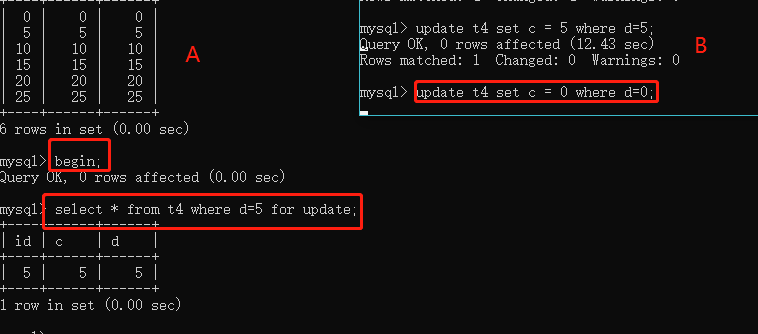 | 0 | 0 | 0 |
| 5 | 5 | 5 |
| 10 | 10 | 10 |
| 15 | 15 | 15 |
| 20 | 20 | 20 |
| 25 | 25 | 25 |
+----+------+------+
6 rows in set (0.00 sec)
mysql> begin;
Query OK, 0 rows affected (0.00 sec)
mysql> select * from t4 where d=5 for update;
+----+------+------+
| id | c | d |
+----+------+------+
| 5 | 5 | 5 |
+----+------+------+
1 row in set (0.00 sec)
A
mysql> update t4 set c = 5 where d=5;
Query OK, 0 rows affected (12.43 sec)
Rows matched: 1 Changed: 0 Warnings: 0
mysql> update t4 set c = 0 where d=0;
B